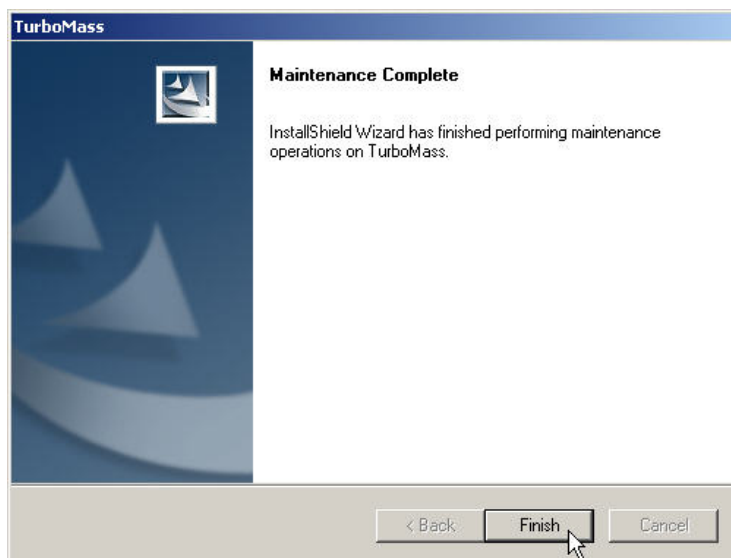 TurboMass
Maintenance Complete
InstallShield Wizard has finished performing maintenance
operations on TurboMass.
< Back
Finish
Cancel